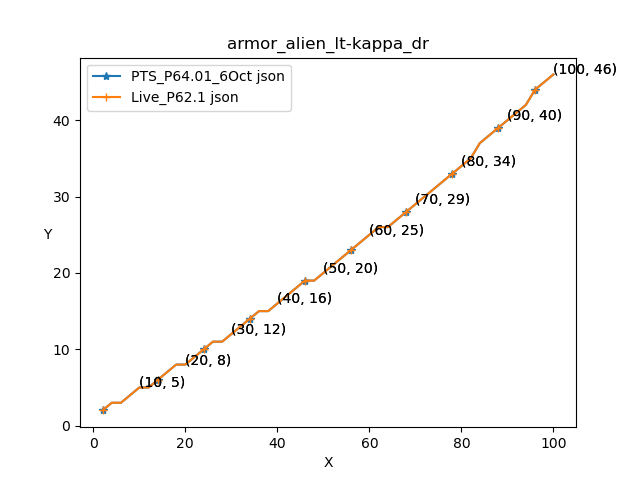 armor_alien_lt-kappa_dr
PTS_P64.01_6Oct json
Live_P62.1 json
(100, 46)
(90, 40)
(80, 34)
(70, 29)
(60, 25)
(50, 20)
(40, 16)
(30, 12)
(20, 8)
(10, 5)
Y
40
30
20
10
0
0 20 40 60 80 100
X